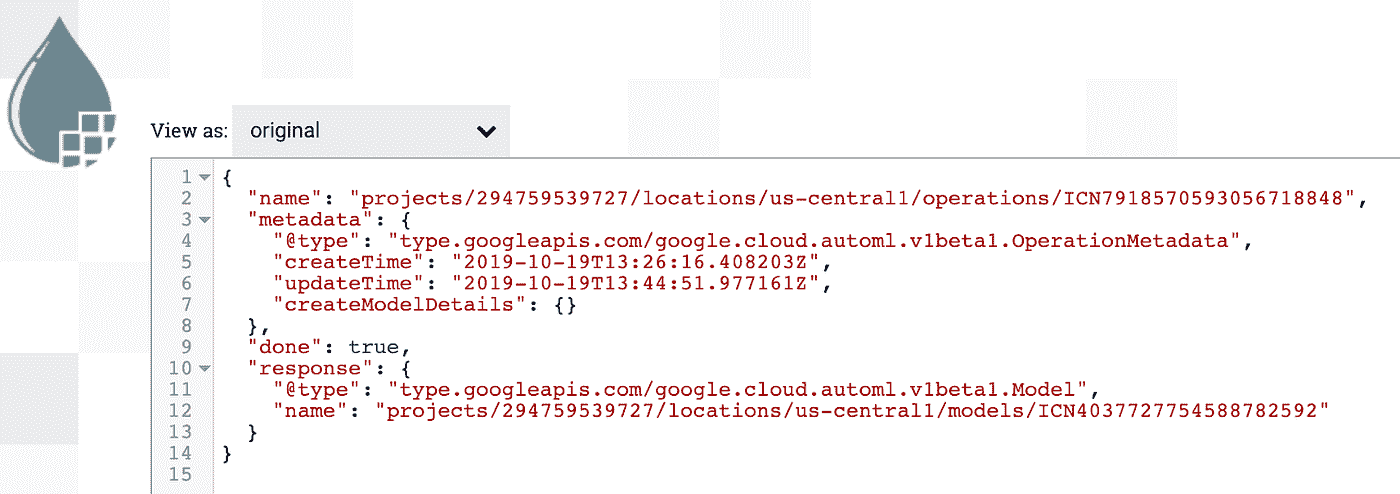 View as: original
1 {
2 "name": "projects/294759539727/locations/us-central1/operations/ICN7918570593056718848",
3 "metadata": {
4 "@type": "type.googleapis.com/google.cloud.automl.v1beta1.OperationMetadata",
5 "createTime": "2019-10-19T13:26:16.408203Z",
6 "updateTime": "2019-10-19T13:44:51.977161Z",
7 "createModelDetails": {}
8 },
9 "done": true,
10 "response": {
11 "@type": "type.googleapis.com/google.cloud.automl.v1beta1.Model",
12 "name": "projects/294759539727/locations/us-central1/models/ICN4037727754588782592"
13 }
14 }
15